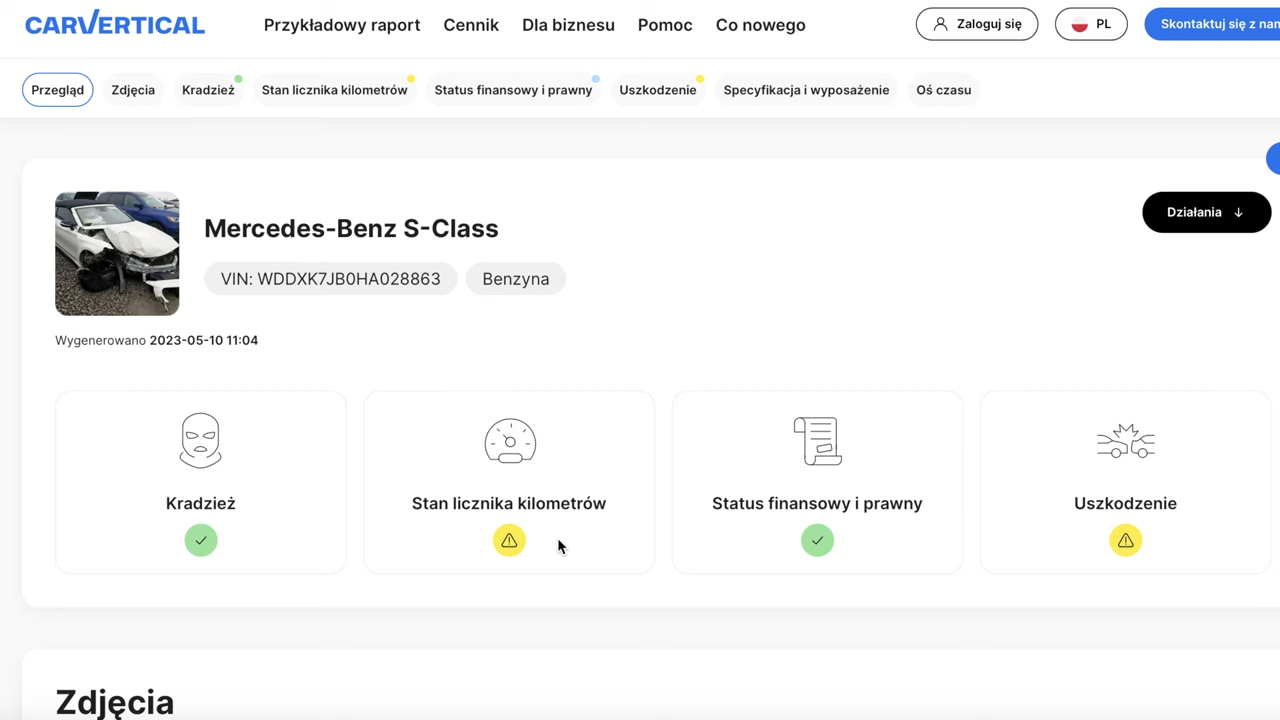 CARVERTICAL
Przykładowy raport Cennik Dla biznesu Pomoc Co nowego
Zaloguj się
PL
Skontaktuj się z nam
Przegląd Zdjęcia Kradzież Stan licznika kilometrów Status finansowy i prawny Uszkodzenie Specyfikacja i wyposażenie Oś czasu
Działania
Mercedes-Benz S-Class
VIN: WDDXK7JB0HA028863 Benzyna
Wygenerowano 2023-05-10 11:04
Kradzież Stan licznika kilometrów Status finansowy i prawny Uszkodzenie
Zdjęcia